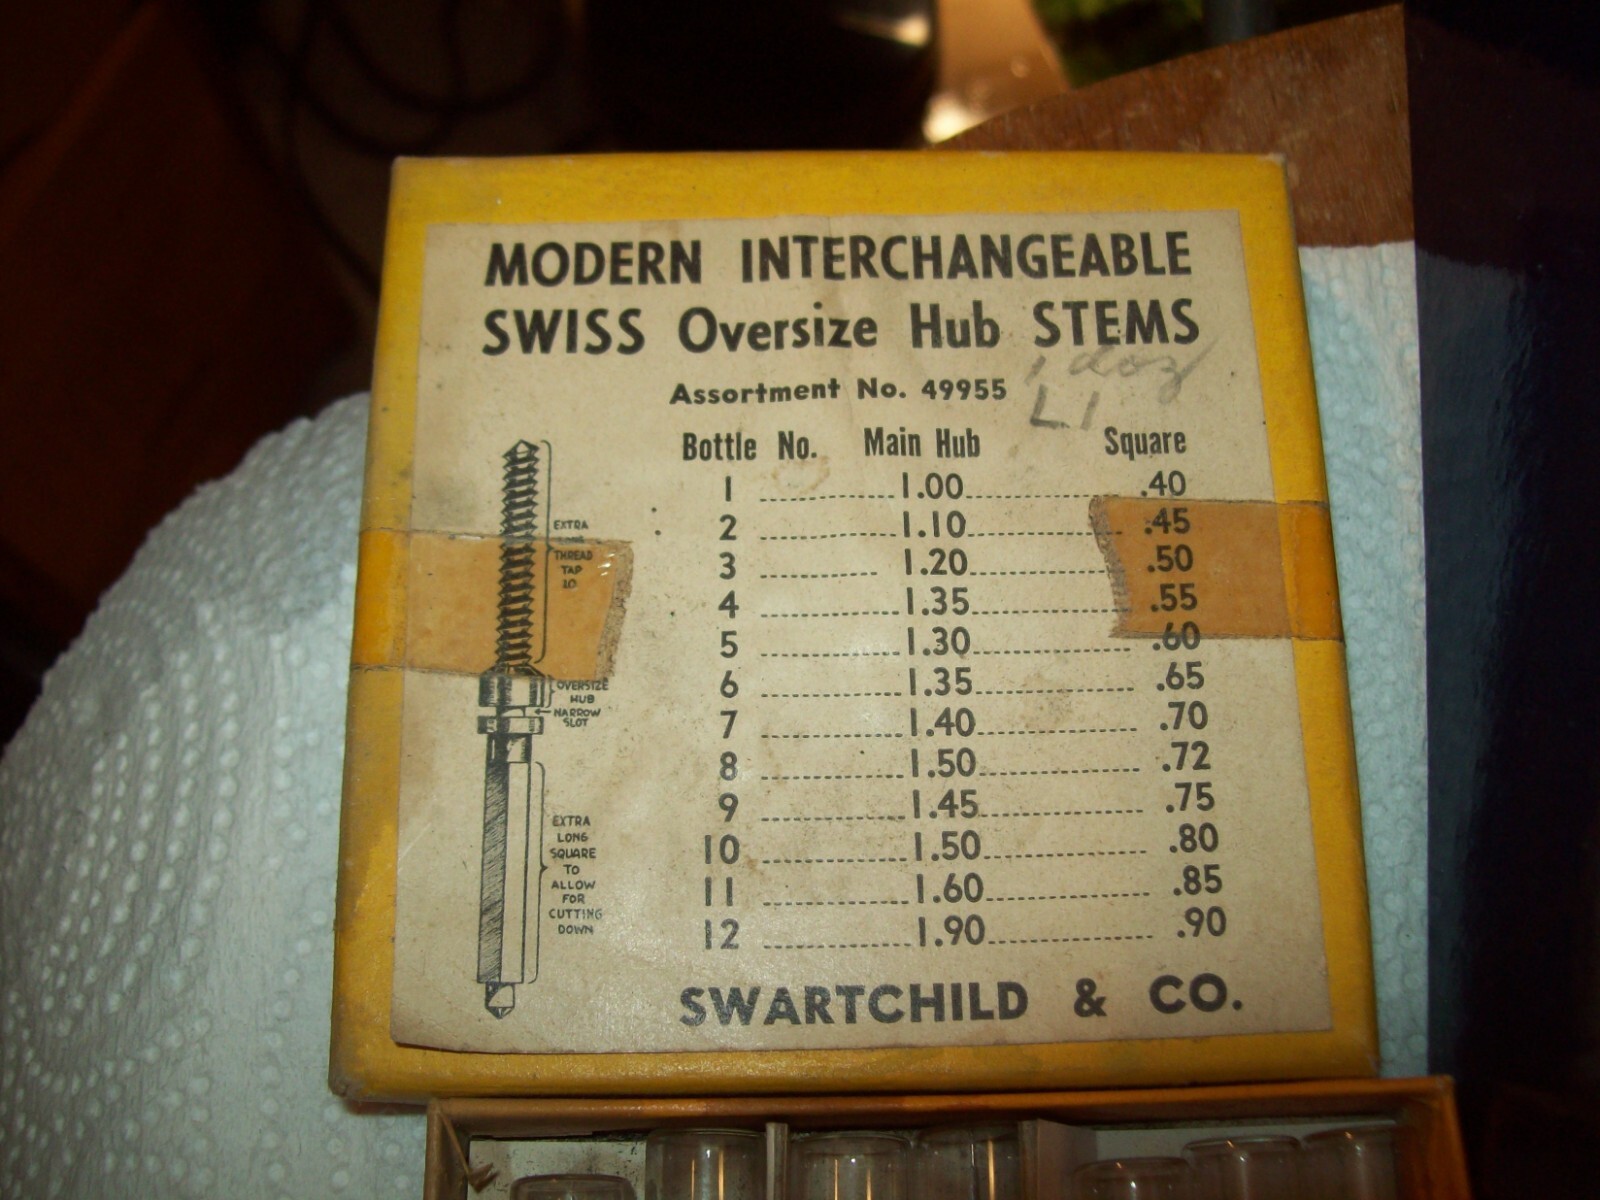 MODERN INTERCHANGEABLE
SWISS Oversize Hub STEMS
1 doz
Assortment No. 49955
L1
Bottle No. Main Hub Square
1 1.00 .40
2 1.10 .45
3 1.20 .50
4 1.35 .55
5 1.30 .60
6 1.35 .65
7 1.40 .70
8 1.50 .72
9 1.45 .75
10 1.50 .80
11 1.60 .85
12 1.90 .90
EXTRA
LONG
THREAD
TAP
10
OVERSIZE
HUB
NARROW
SLOT
EXTRA
LONG
SQUARE
TO
ALLOW
FOR
CUTTING
DOWN
SWARTCHILD & CO.